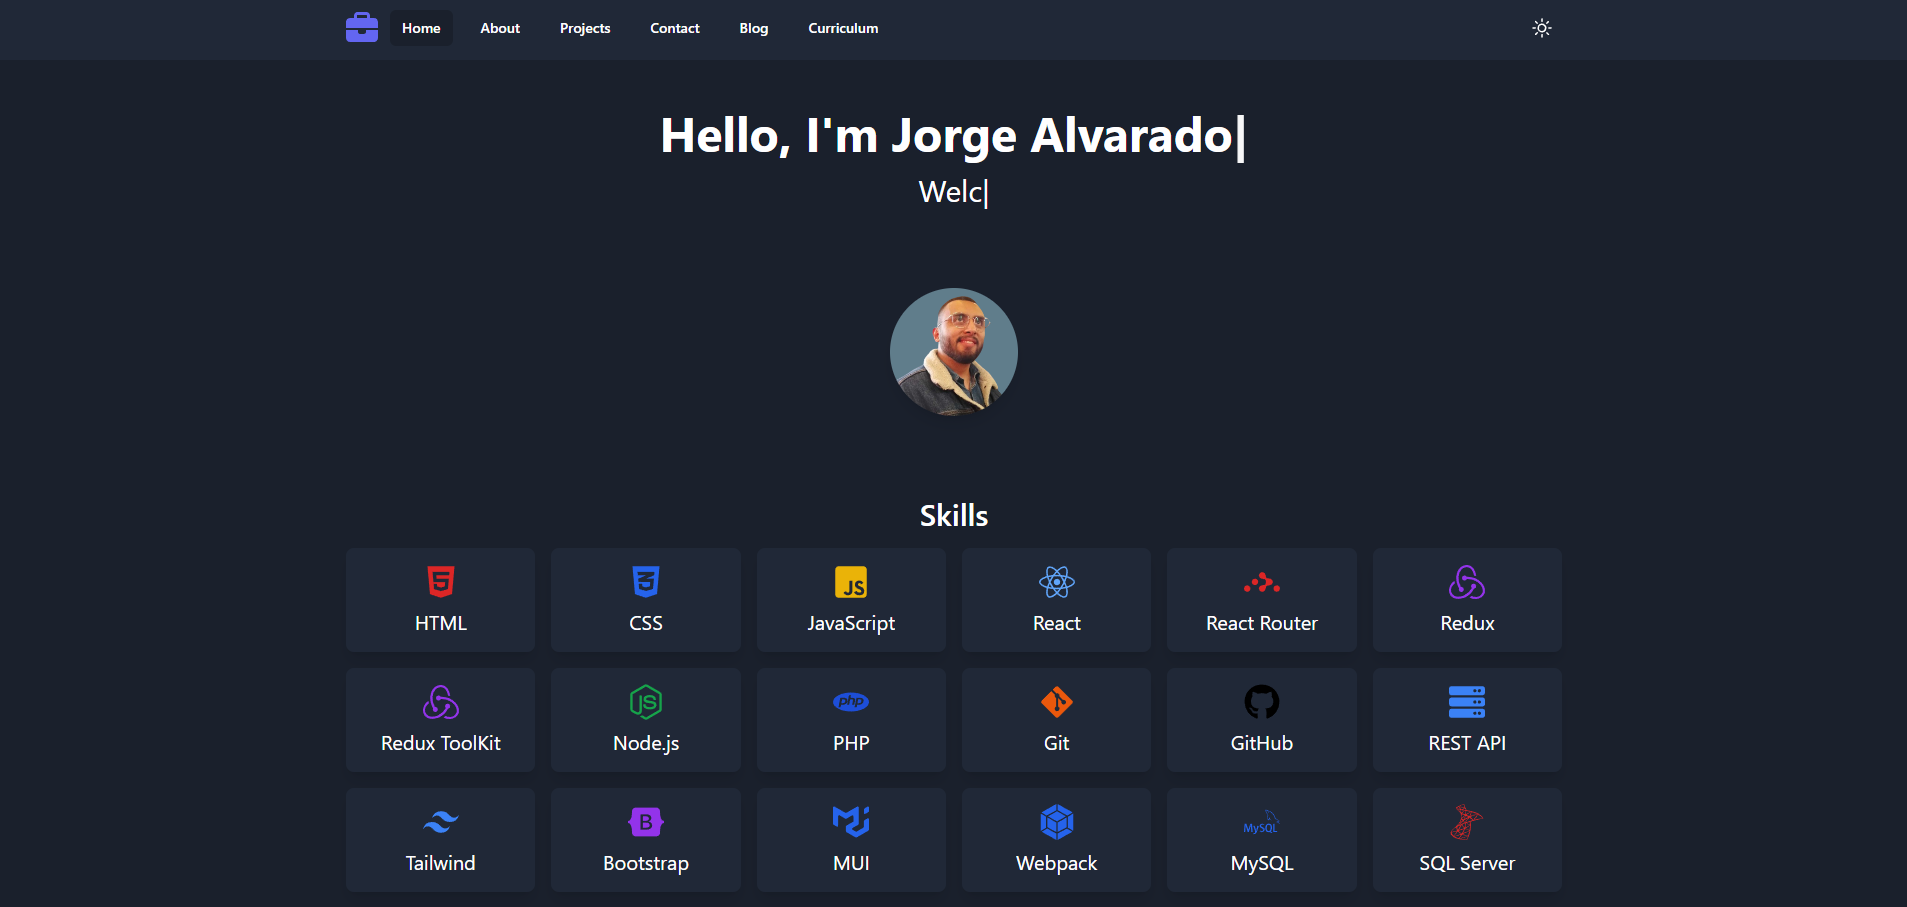 Home About Projects Contact Blog Curriculum
Hello, I'm Jorge Alvarado|
Welc|
Skills
5 3 JS
HTML CSS JavaScript React React Router Redux
JS php
Redux ToolKit Node.js PHP Git GitHub REST API
B MySQL
Tailwind Bootstrap MUI Webpack MySQL SQL Server